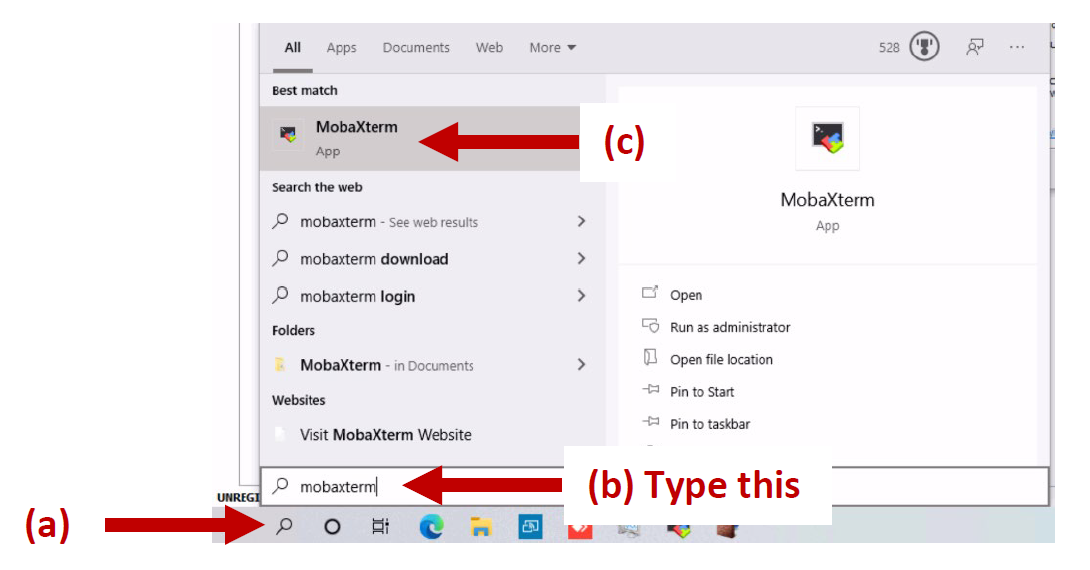 All Apps Documents Web More 528 ...
Best match
MobaXterm
App
(c)
Search the web
mobaxterm - See web results
mobaxterm download
mobaxterm login
Folders
MobaXterm - in Documents
Websites
Visit MobaXterm Website
MobaXterm
App
Open
Run as administrator
Open file location
Pin to Start
Pin to taskbar
mobaxterm
(b) Type this
UNREGI
(a)